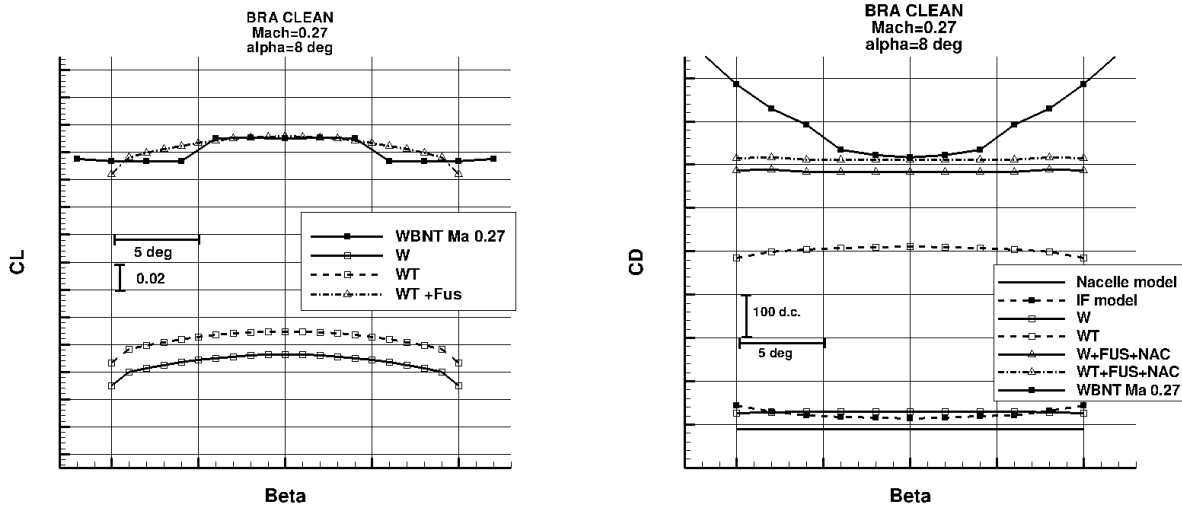 BRA CLEAN
Mach=0.27
alpha=8 deg
CL
5 deg
0.02
WBNT Ma 0.27
W
WT
WT +Fus
Beta
BRA CLEAN
Mach=0.27
alpha=8 deg
CD
100 d.c.
5 deg
Nacelle model
IF model
W
WT
W+FUS+NAC
WT+FUS+NAC
WBNT Ma 0.27
Beta